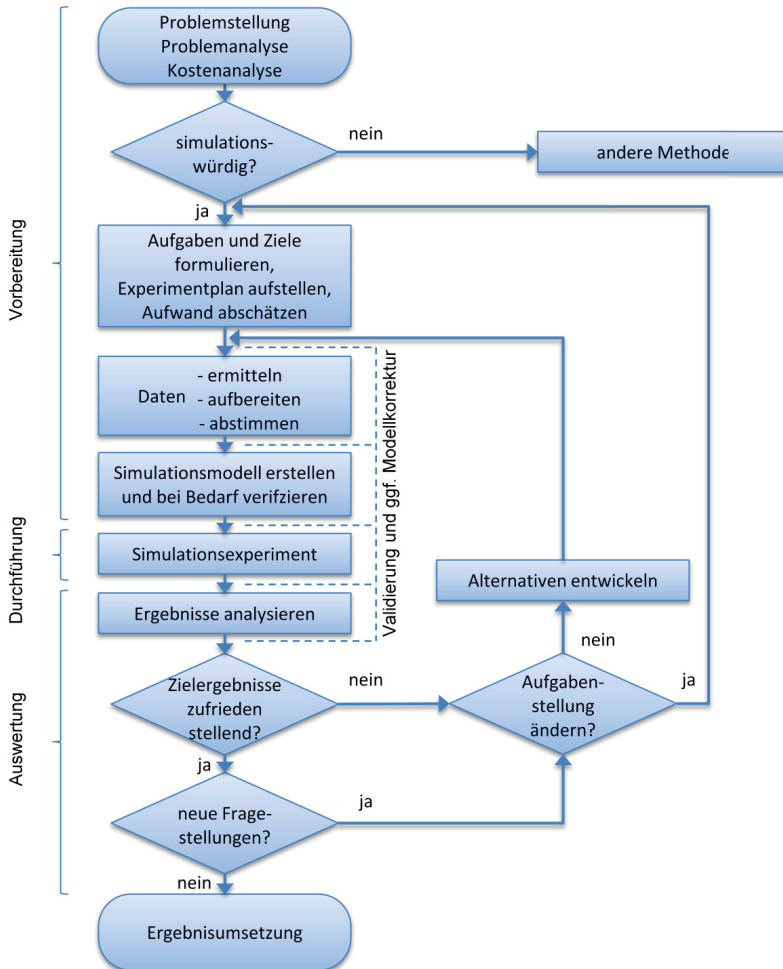 Problemstellung
Problemanalyse
Kostenanalyse
simulations-
würdig?
nein
andere Methode
ja
Aufgaben und Ziele
formulieren,
Experimentplan aufstellen,
Aufwand abschätzen
Vorbereitung
Daten
- ermitteln
- aufbereiten
- abstimmen
Simulationsmodell erstellen
und bei Bedarf verifzieren
Validierung und ggf. Modellkorrektur
Durchführung
Simulationsexperiment
Alternativen entwickeln
Ergebnisse analysieren
nein
Auswertung
Zielergebnisse
zufrieden
stellend?
nein
Aufgaben-
stellung
ändern?
ja
ja
neue Frage-
stellungen?
ja
nein
Ergebnisumsetzung